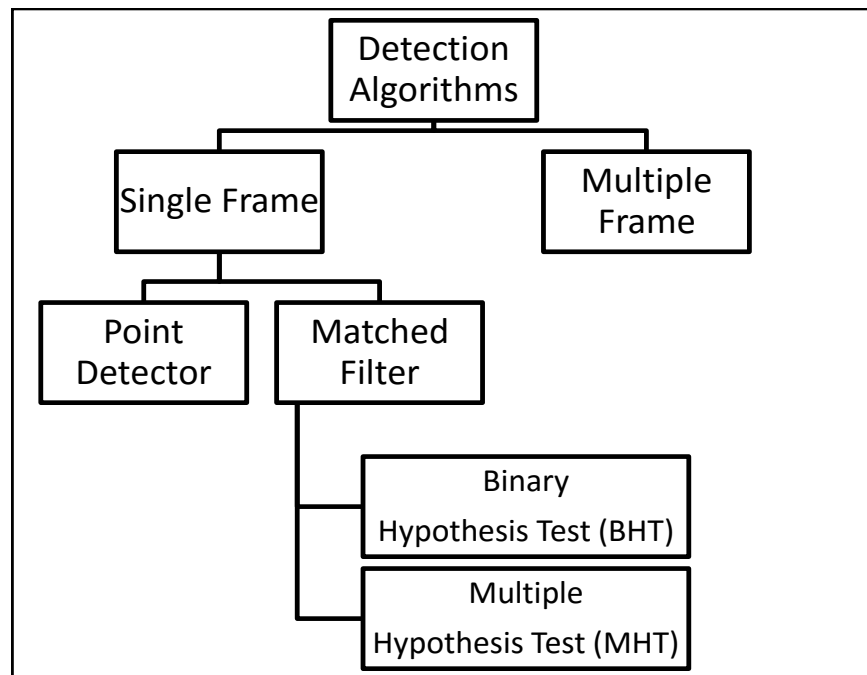 Detection
Algorithms
Single Frame
Multiple
Frame
Point
Detector
Matched
Filter
Binary
Hypothesis Test (BHT)
Multiple
Hypothesis Test (MHT)